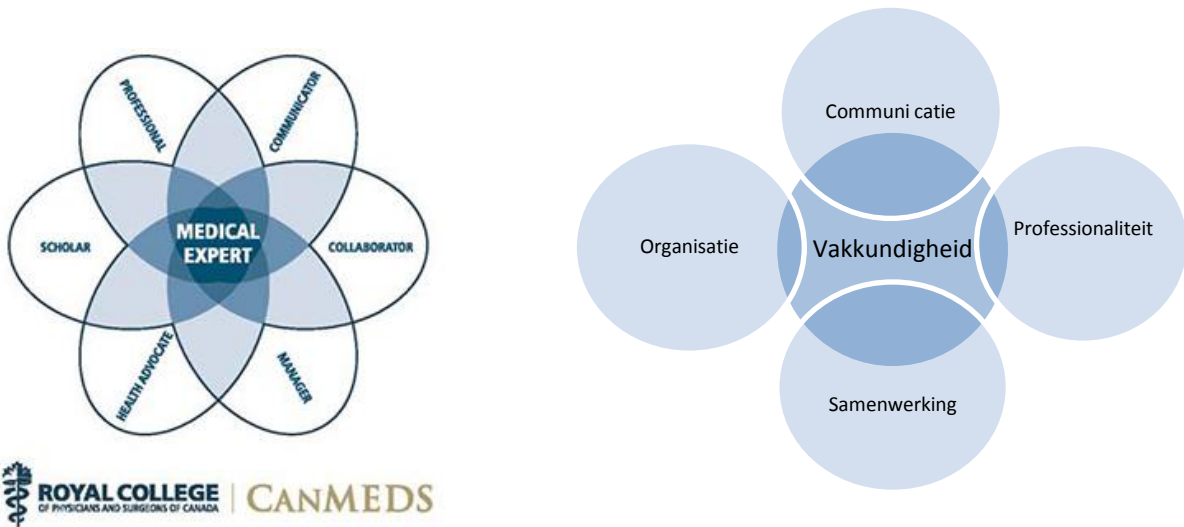 PROFESSIONAL
COMMUNICATOR
SCHOLAR
MEDICAL
EXPERT
COLLABORATOR
HEALTH ADVOCATE
MANAGER
ROYAL COLLEGE
OF PHYSICIANS AND SURGEONS OF CANADA
CANMEDS
Communi catie
Organisatie
Vakkundigheid
Professionaliteit
Samenwerking